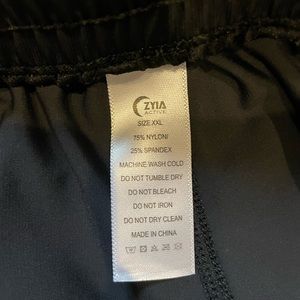 ZYIA
ACTIVE
SIZE:XXL
75% NYLON/
25% SPANDEX
MACHINE WASH COLD
DO NOT TUMBLE DRY
DO NOT BLEACH
DO NOT IRON
DO NOT DRY CLEAN
MADE IN CHINA